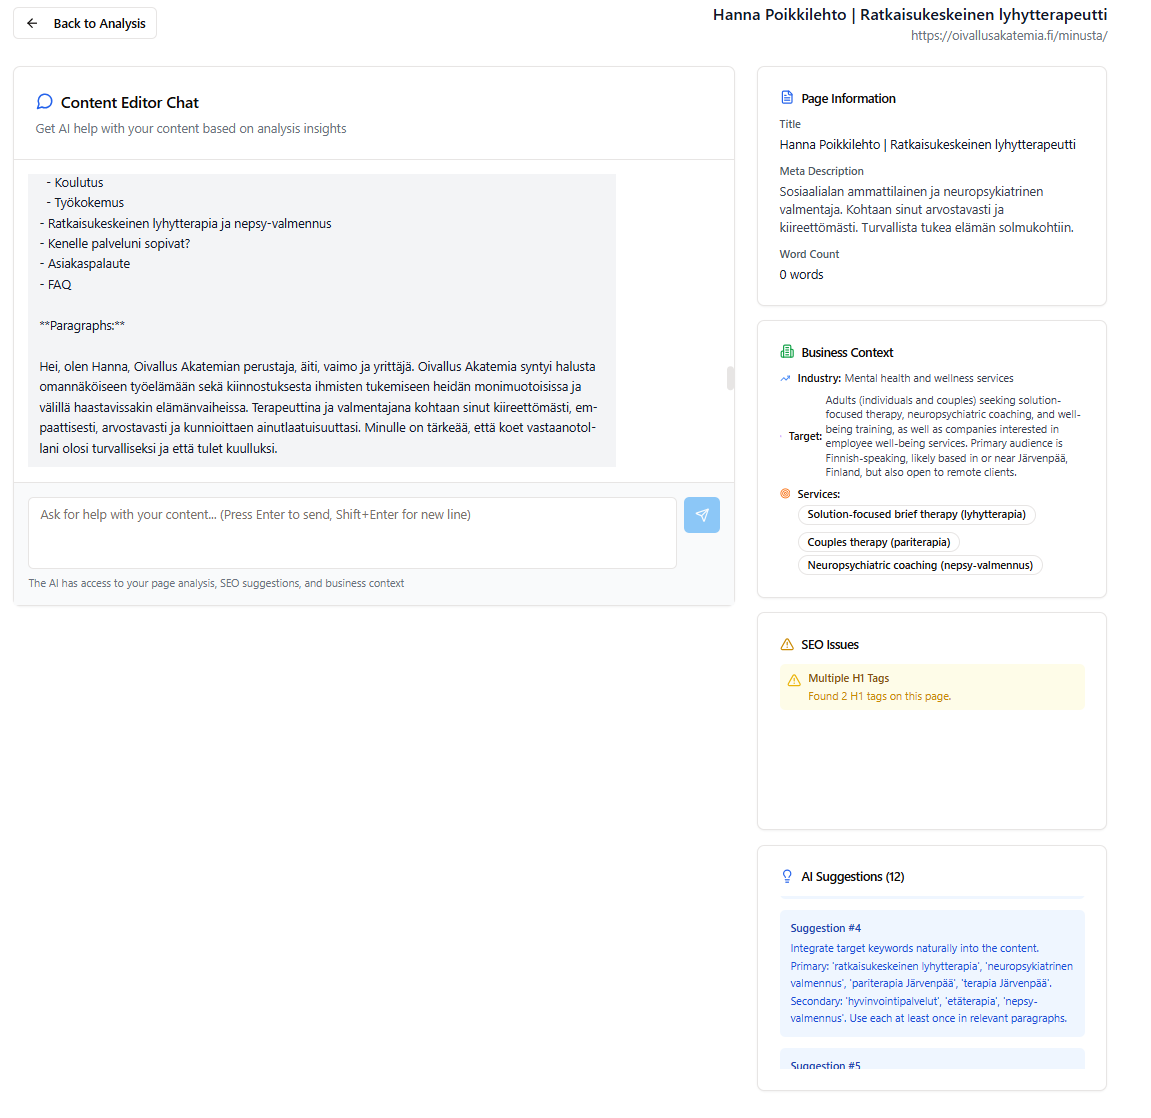 Back to Analysis
Hanna Poikkilehto | Ratkaisukeskeinen lyhytterapeutti
https://oivallusakatemia.fi/minusta/
Content Editor Chat
Get AI help with your content based on analysis insights
- Koulutus
- Työkokemus
- Ratkaisukeskeinen lyhytterapia ja nepsy-valmennus
- Kenelle palveluni sopivat?
- Asiakaspalaute
- FAQ
**Paragraphs:**
Hei, olen Hanna, Oivallus Akatemian perustaja, äiti, vaimo ja yrittäjä. Oivallus Akatemia syntyi halusta
omannäköiseen työelämään sekä kiinnostuksesta ihmisten tukemiseen heidän monimuotoisissa ja
välillä haastavissakin elämänvaiheissa. Terapeuttina ja valmentajana kohtaan sinut kiireettömästi, em-
paattisesti, arvostavasti ja kunnioittaen ainutlaatuisuuttasi. Minulle on tärkeää, että koet vastaanotol-
lani olosi turvalliseksi ja että tulet kuulluksi.
Ask for help with your content... (Press Enter to send, Shift+Enter for new line)
The AI has access to your page analysis, SEO suggestions, and business context
Page Information
Title
Hanna Poikkilehto | Ratkaisukeskeinen lyhytterapeutti
Meta Description
Sosiaalialan ammattilainen ja neuropsykiatrinen
valmentaja. Kohtaan sinut arvostavasti ja
kiireettömästi. Turvallista tukea elämän solmukohtiin.
Word Count
0 words
Business Context
Industry: Mental health and wellness services
Target: Adults (individuals and couples) seeking solution-
focused therapy, neuropsychiatric coaching, and well-
being training, as well as companies interested in
employee well-being services. Primary audience is
Finnish-speaking, likely based in or near Järvenpää,
Finland, but also open to remote clients.
Services:
Solution-focused brief therapy (lyhytterapia)
Couples therapy (pariterapia)
Neuropsychiatric coaching (nepsy-valmennus)
SEO Issues
Multiple H1 Tags
Found 2 H1 tags on this page.
AI Suggestions (12)
Suggestion #4
Integrate target keywords naturally into the content.
Primary: 'ratkaisukeskeinen lyhytterapia', 'neuropsykiatrinen
valmennus', 'pariterapia Järvenpää', 'terapia Järvenpää'.
Secondary: 'hyvinvointipalvelut', 'etäterapia', 'nepsy-
valmennus'. Use each at least once in relevant paragraphs.
Suggestion #5